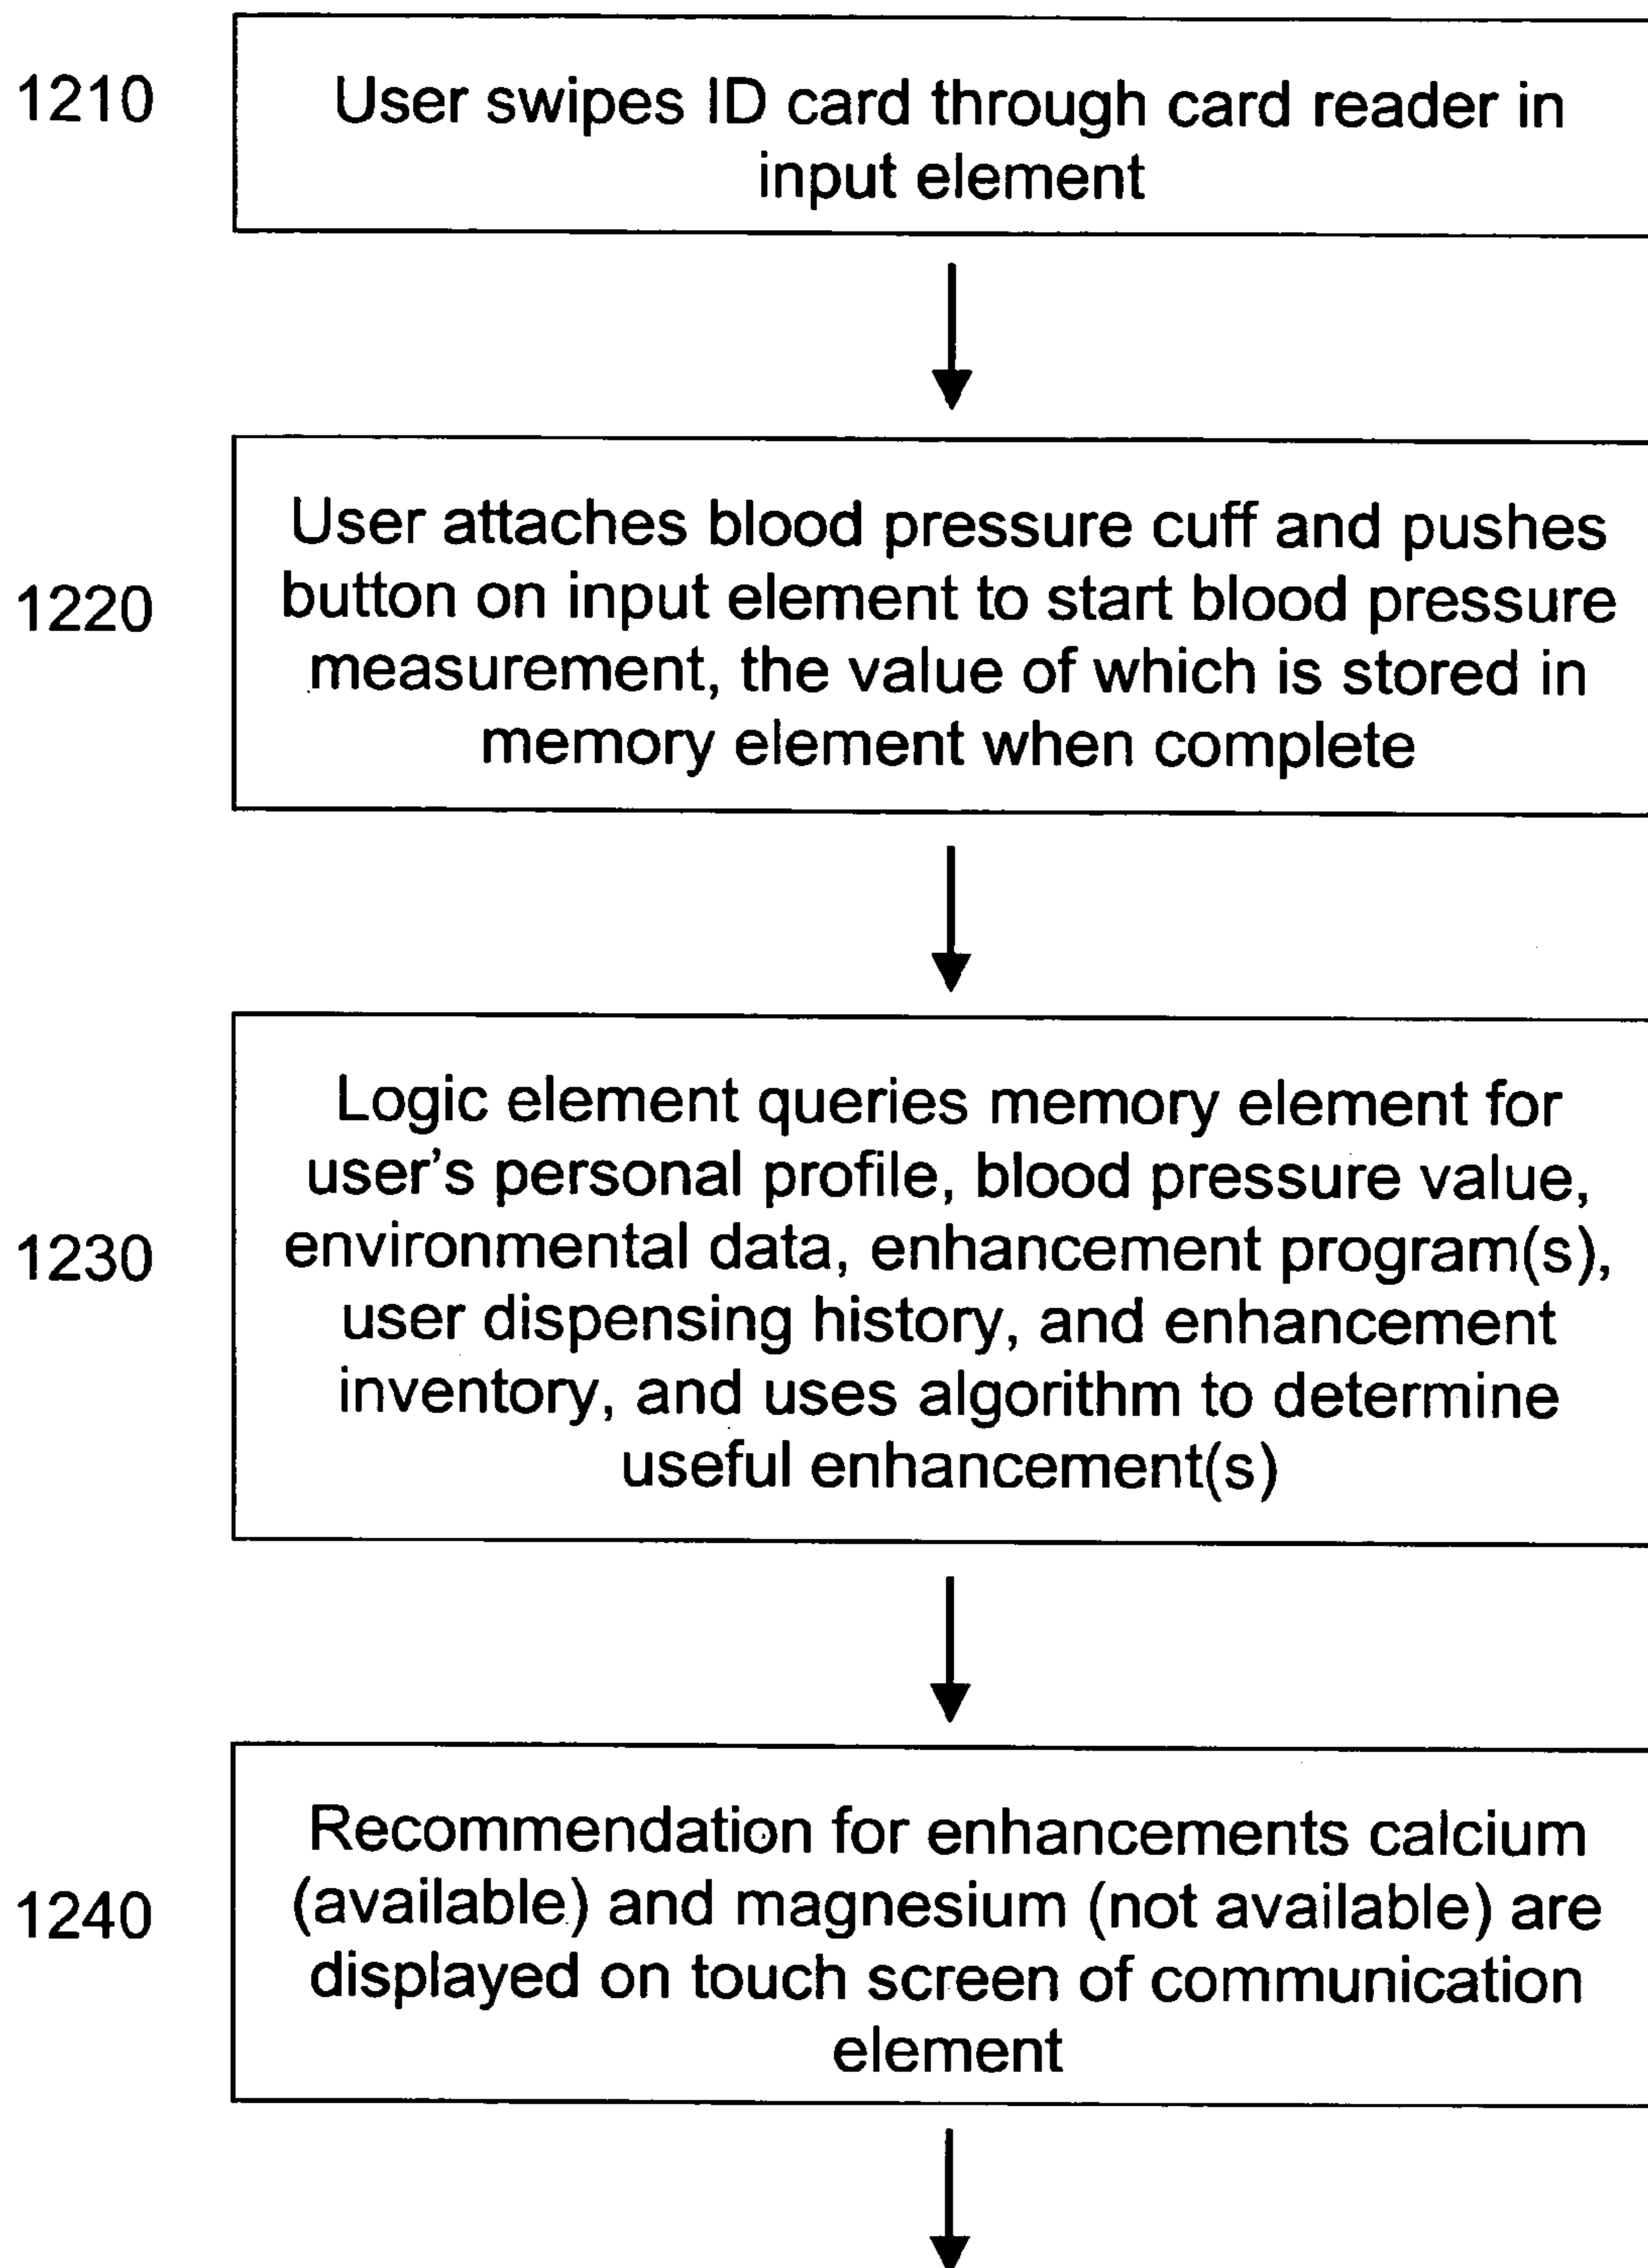 1210
User swipes ID card through card reader in
input element
1220
User attaches blood pressure cuff and pushes
button on input element to start blood pressure
measurement, the value of which is stored in
memory element when complete
1230
Logic element queries memory element for
user's personal profile, blood pressure value,
environmental data, enhancement program(s),
user dispensing history, and enhancement
inventory, and uses algorithm to determine
useful enhancement(s)
1240
Recommendation for enhancements calcium
(available) and magnesium (not available) are
displayed on touch screen of communication
element